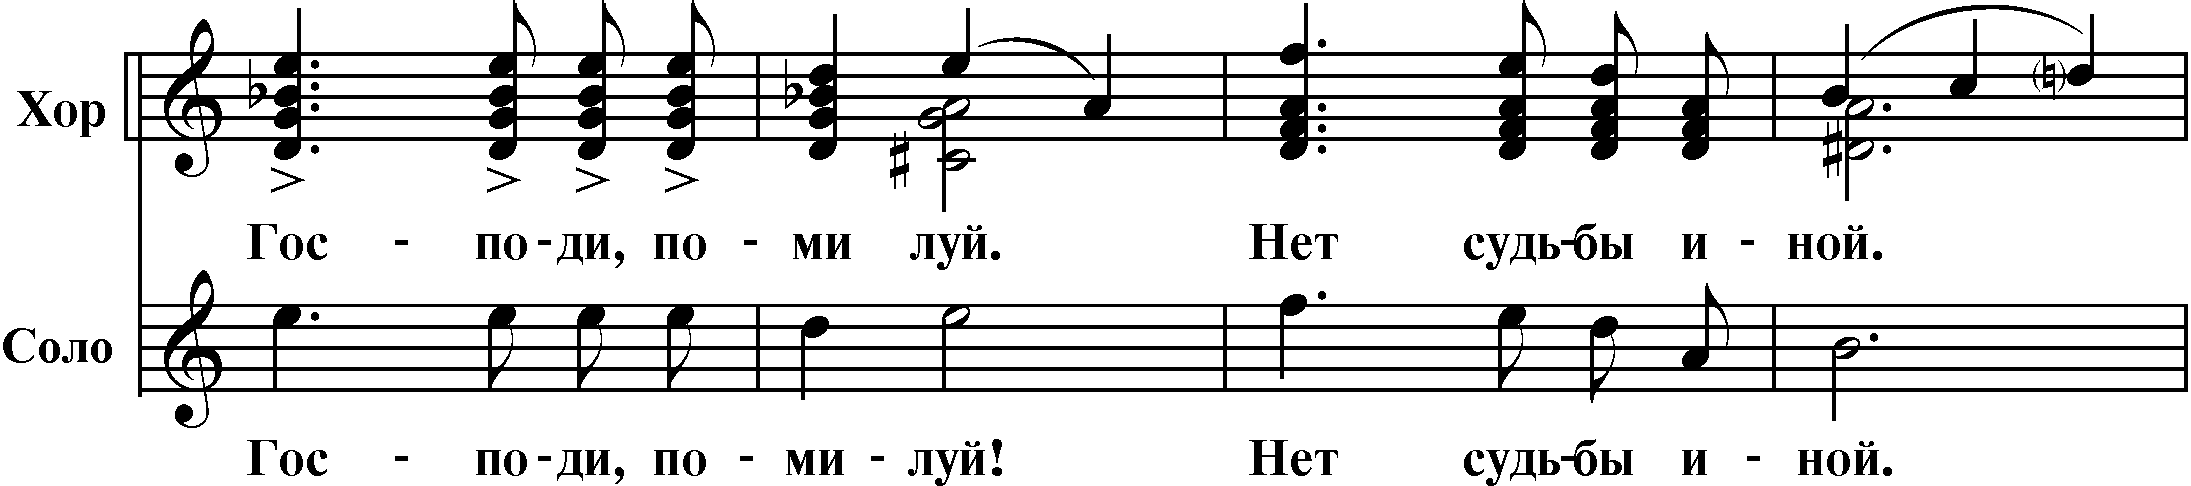 Хор
Гос - по-ди, по - ми луй. Нет судь-бы и - ной.
Соло
Гос - по-ди, по - ми - луй! Нет судь-бы и - ной.